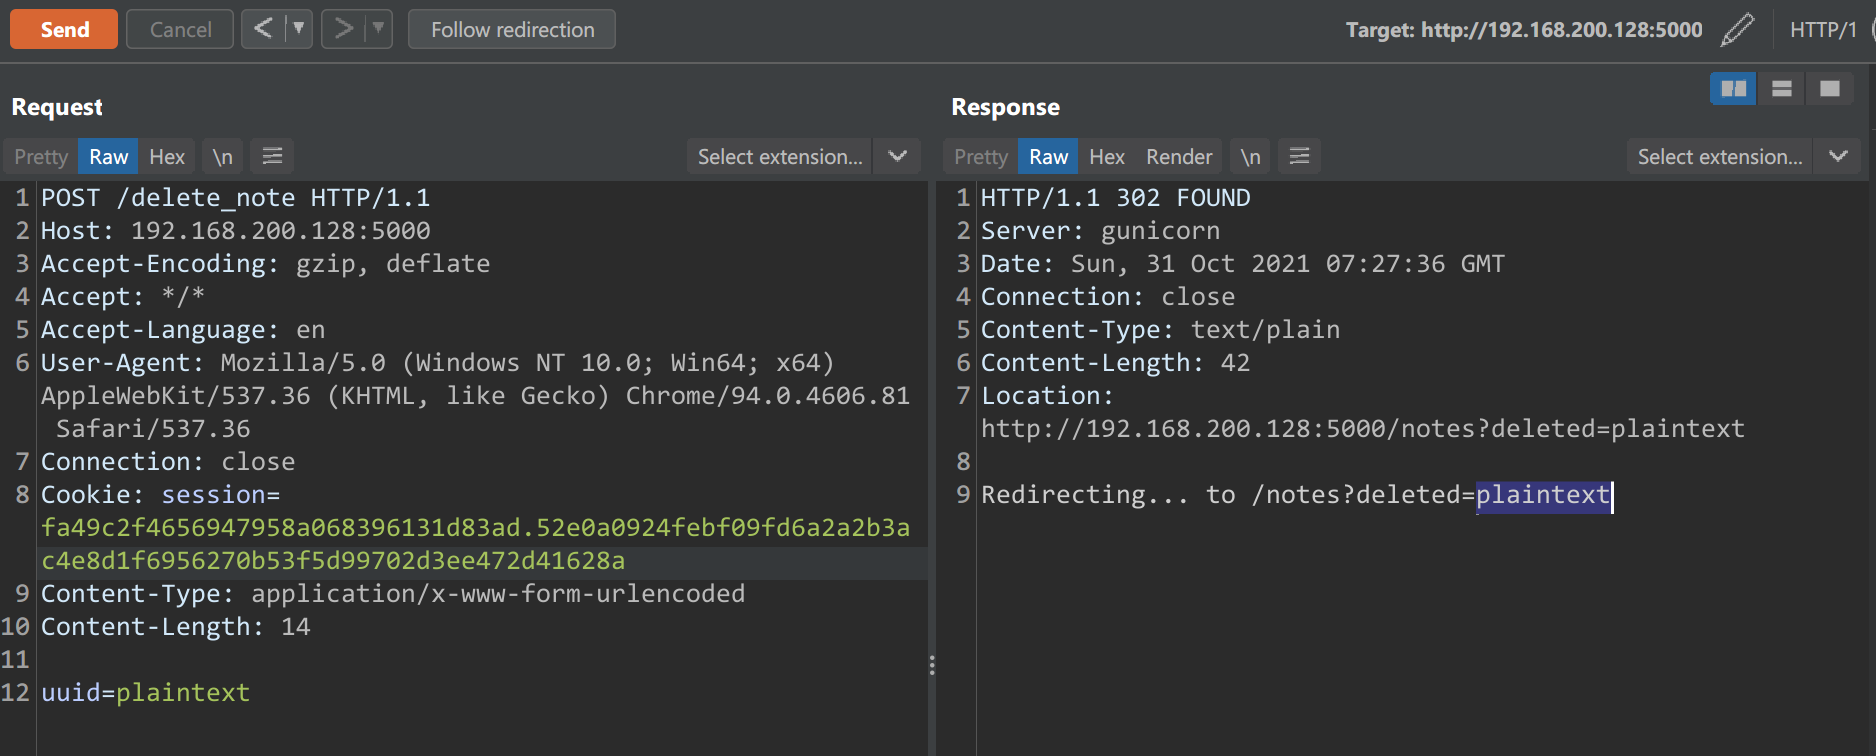 Send Cancel < > Follow redirection Target: http://192.168.200.128:5000 HTTP/1
Request
Pretty Raw Hex \n Select extension...
1 POST /delete_note HTTP/1.1
2 Host: 192.168.200.128:5000
3 Accept-Encoding: gzip, deflate
4 Accept: */*
5 Accept-Language: en
6 User-Agent: Mozilla/5.0 (Windows NT 10.0; Win64; x64)
AppleWebKit/537.36 (KHTML, like Gecko) Chrome/94.0.4606.81
Safari/537.36
7 Connection: close
8 Cookie: session=
fa49c2f4656947958a068396131d83ad.52e0a0924febf09fd6a2a2b3a
c4e8d1f6956270b53f5d99702d3ee472d41628a
9 Content-Type: application/x-www-form-urlencoded
10 Content-Length: 14
11
12 uuid=plaintext
Response
Pretty Raw Hex Render \n Select extension...
1 HTTP/1.1 302 FOUND
2 Server: gunicorn
3 Date: Sun, 31 Oct 2021 07:27:36 GMT
4 Connection: close
5 Content-Type: text/plain
6 Content-Length: 42
7 Location:
http://192.168.200.128:5000/notes?deleted=plaintext
8
9 Redirecting... to /notes?deleted=plaintext